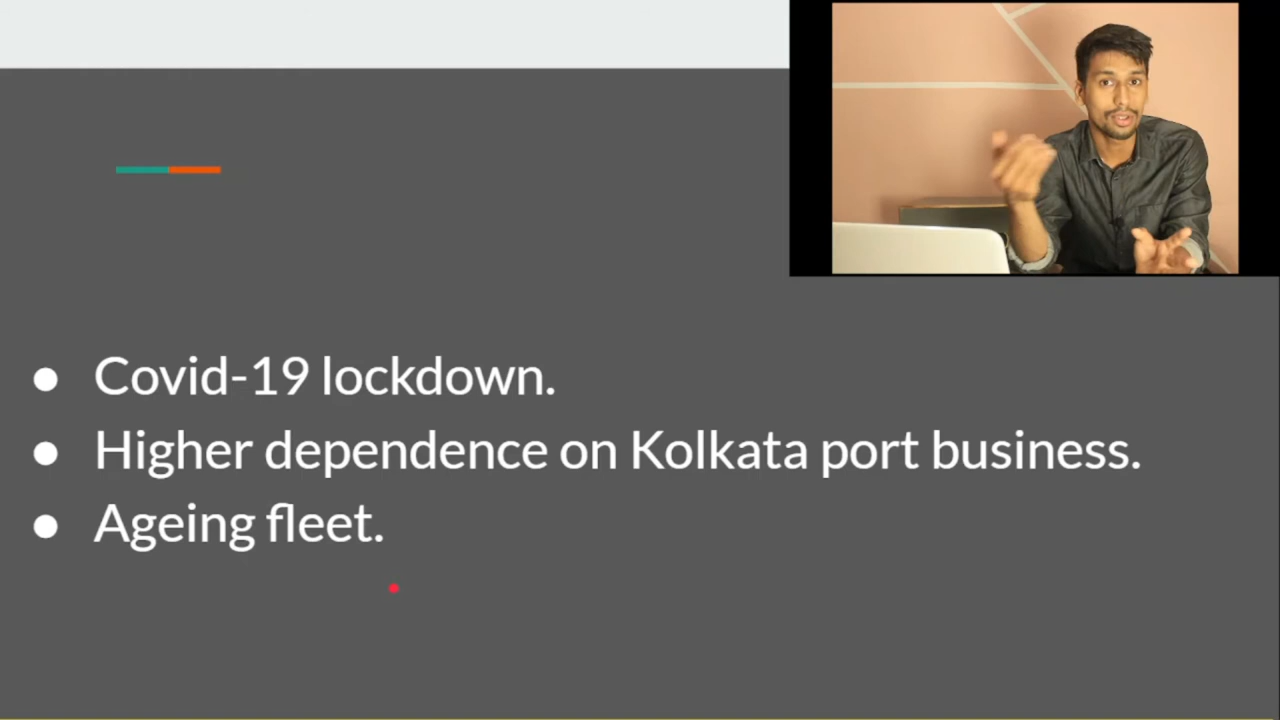 ● Covid-19 lockdown.
● Higher dependence on Kolkata port business.
● Ageing fleet.